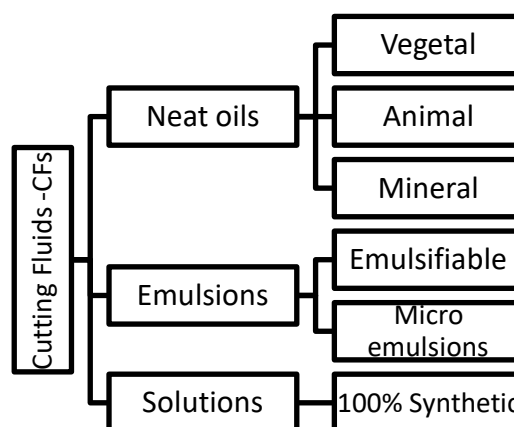 Cutting Fluids -CFs
Neat oils
Vegetal
Animal
Mineral
Emulsions
Emulsifiable
Micro
emulsions
Solutions
100% Synthetic